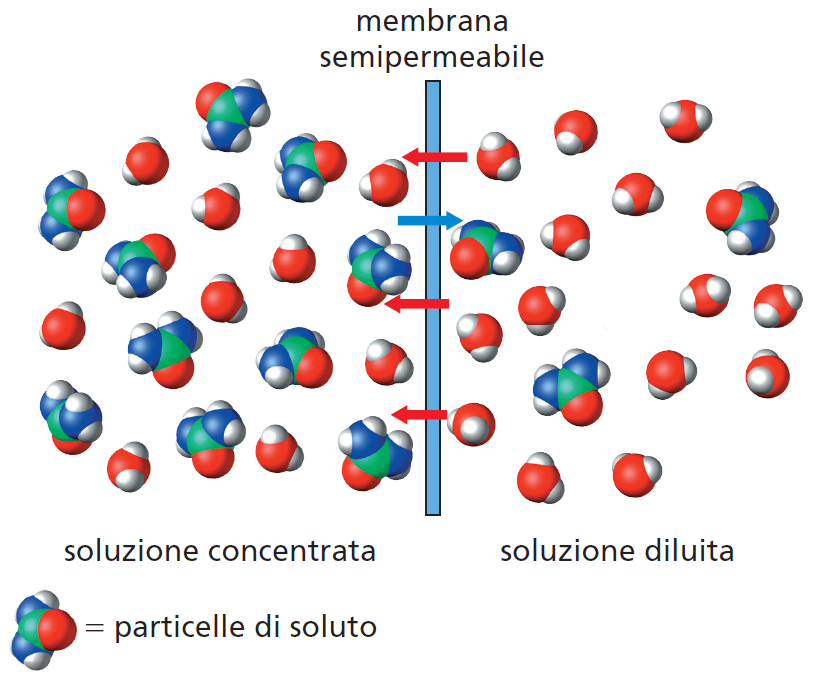 membrana
semipermeabile
soluzione concentrata
soluzione diluita
= particelle di soluto